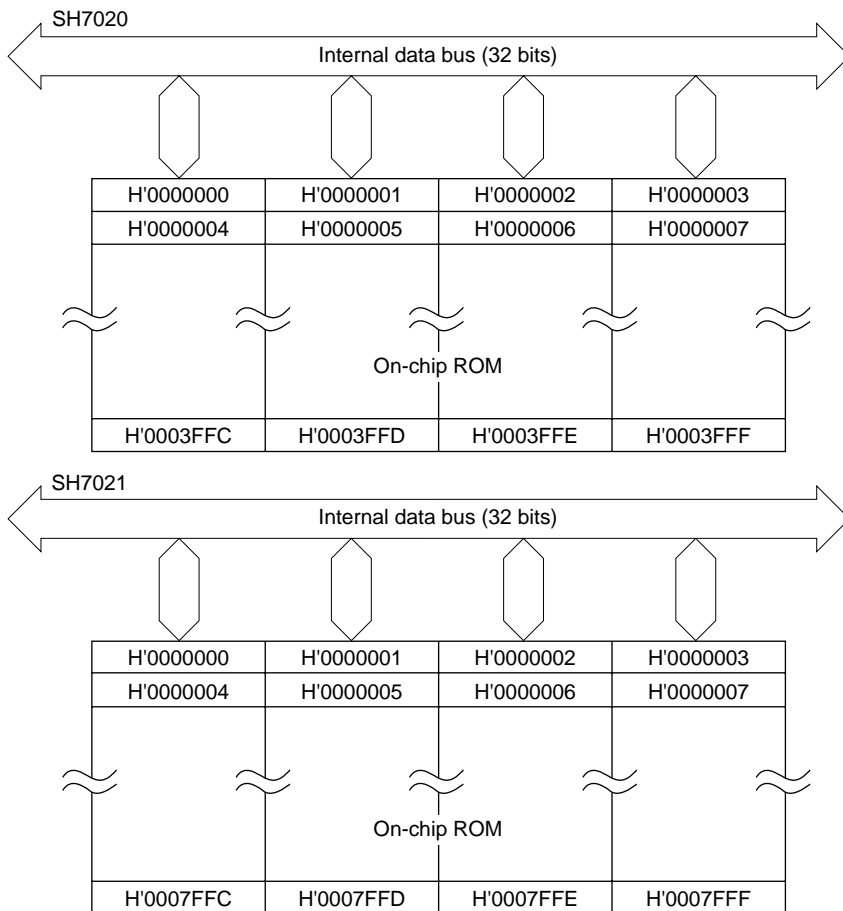 SH7020
Internal data bus (32 bits)
H'0000000 H'0000001 H'0000002 H'0000003
H'0000004 H'0000005 H'0000006 H'0000007
On-chip ROM
H'0003FFC H'0003FFD H'0003FFE H'0003FFF
SH7021
Internal data bus (32 bits)
H'0000000 H'0000001 H'0000002 H'0000003
H'0000004 H'0000005 H'0000006 H'0000007
On-chip ROM
H'0007FFC H'0007FFD H'0007FFE H'0007FFF